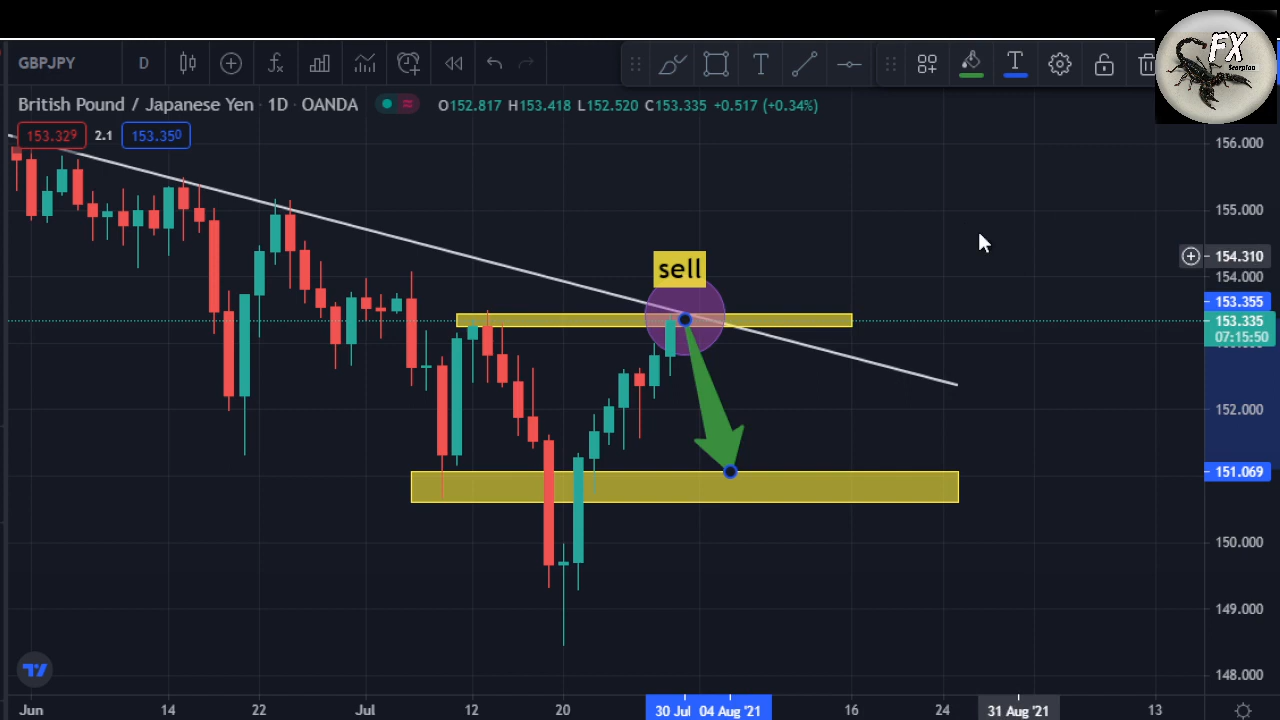 GBPJPY D
FX
Scorpion
British Pound / Japanese Yen · 1D · OANDA O152.817 H153.418 L152.520 C153.335 +0.517 (+0.34%)
153.329 2.1 153.350
156.000
155.000
154.310
154.000
sell
153.355
153.335
07:15:50
152.000
151.069
150.000
149.000
148.000
Jun 14 22 Jul 12 20 30 Jul 04 Aug '21 16 24 31 Aug '21 13